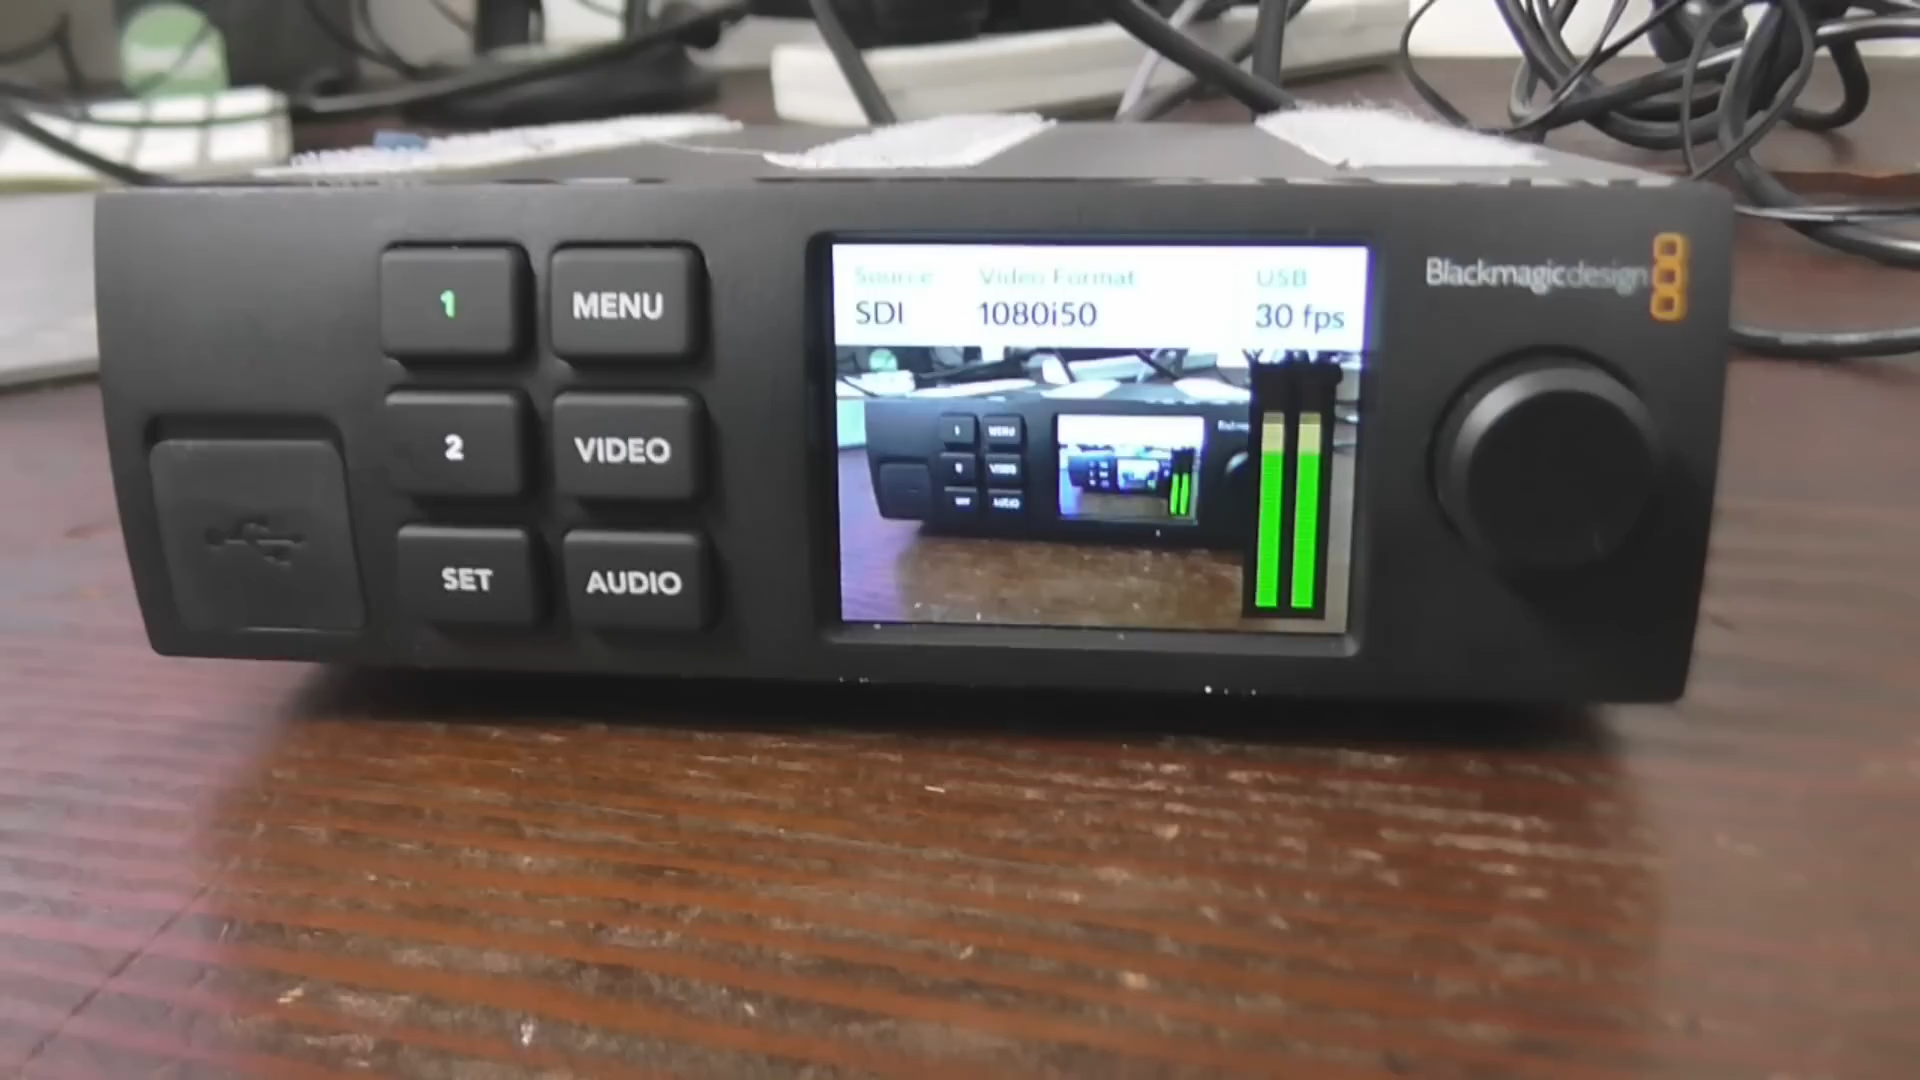 1
MENU
2
VIDEO
SET
AUDIO
Source
Video Format
USB
SDI
1080i50
30 fps
Blackmagicdesign